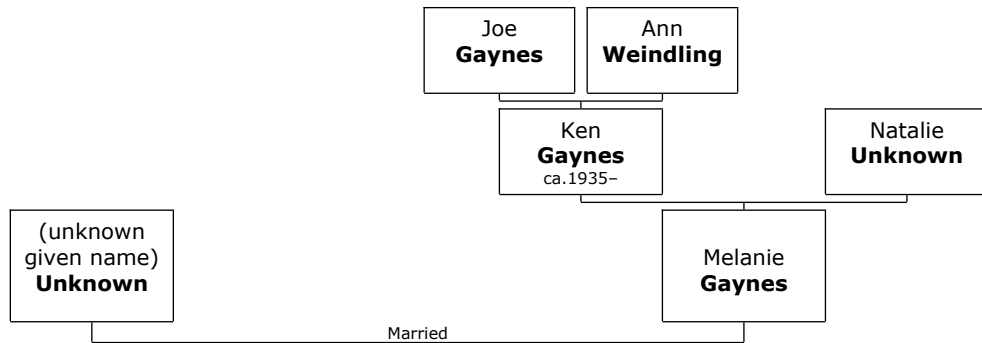 Joe
Gaynes
Ann
Weindling
Ken
Gaynes
ca.1935–
Natalie
Unknown
(unknown
given name)
Unknown
Melanie
Gaynes
Married